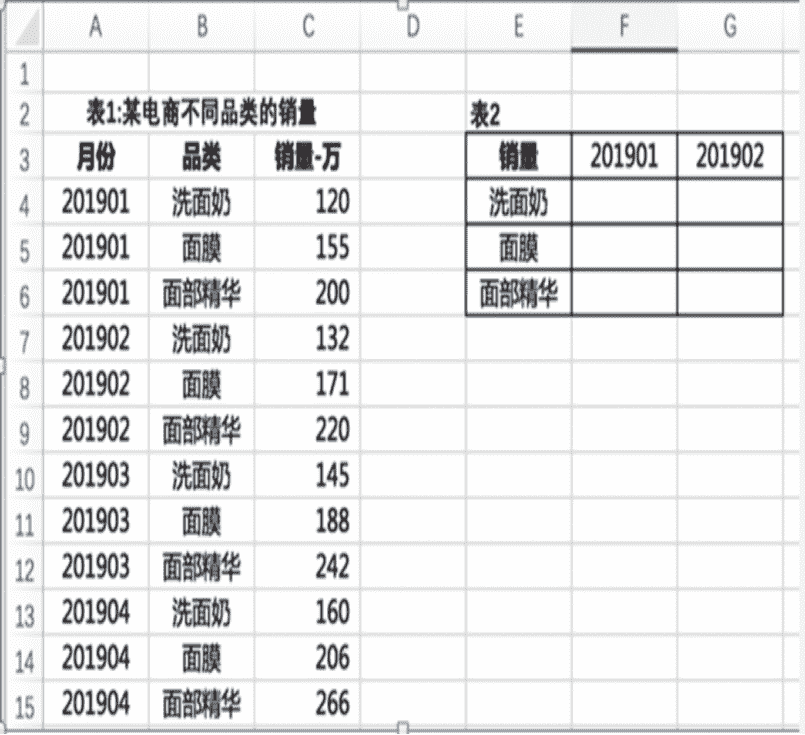 A B C D E F G
1
2 表1:某电商不同品类的销量 表2
3 月份 品类 销量-万 销量 201901 201902
4 201901 洗面奶 120 洗面奶
5 201901 面膜 155 面膜
6 201901 面部精华 200 面部精华
7 201902 洗面奶 132
8 201902 面膜 171
9 201902 面部精华 220
10 201903 洗面奶 145
11 201903 面膜 188
12 201903 面部精华 242
13 201904 洗面奶 160
14 201904 面膜 206
15 201904 面部精华 266